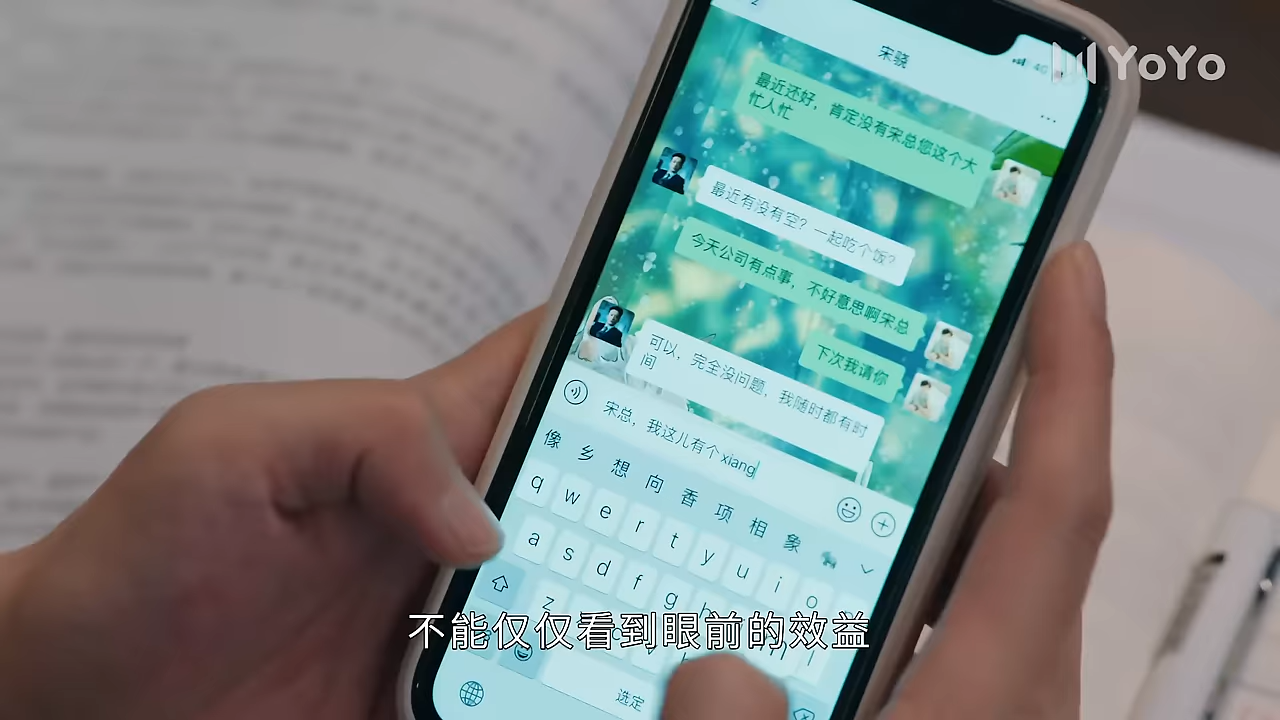 宋骁
4G
YoYo
最近还好，肯定没有宋总您这个大
忙人忙
最近有没有空？一起吃个饭？
今天公司有点事，不好意思啊宋总
下次我请你
可以，完全没问题，我随时都有时
间
宋总，我这儿有个 xiang
像 乡 想 向 香 项 相 象
q w e r t y u i o
a s d f g h
z
不能仅仅看到眼前的效益
选定